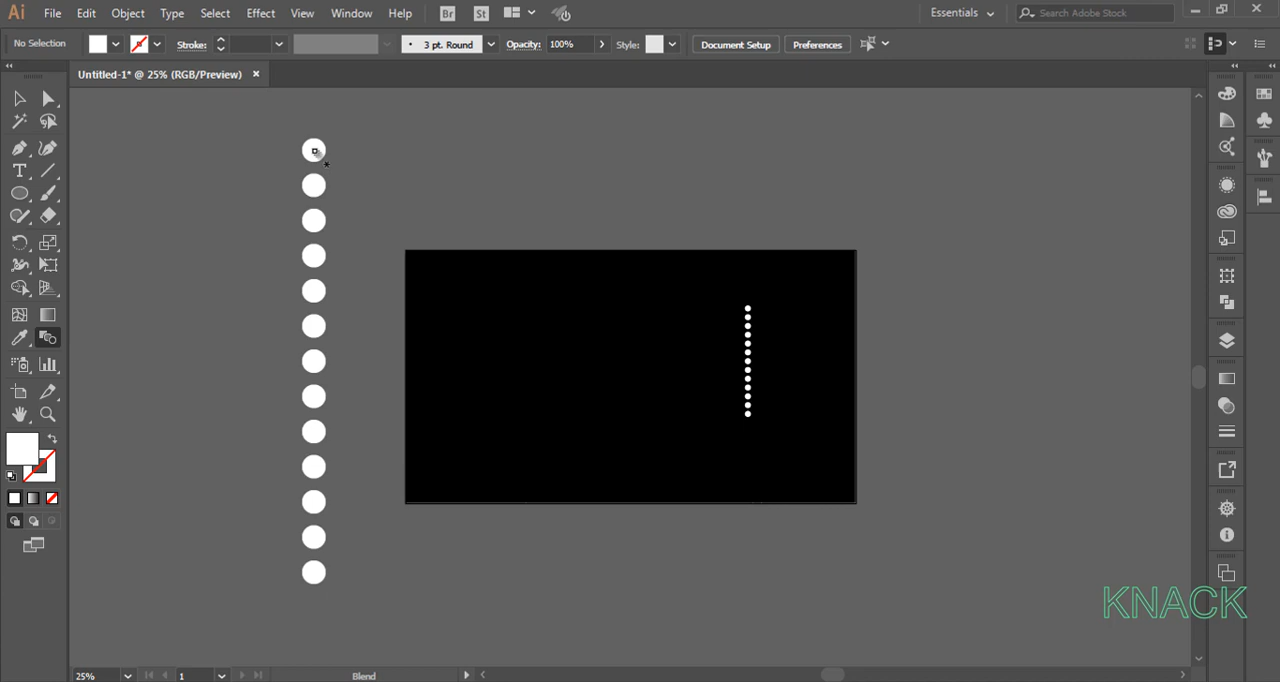 Ai File Edit Object Type Select Effect View Window Help Br St Essentials Search Adobe Stock
No Selection Stroke: 3 pt. Round Opacity: 100% Style: Document Setup Preferences
Untitled-1* @ 25% (RGB/Preview)
KNACK
25% 1 Blend